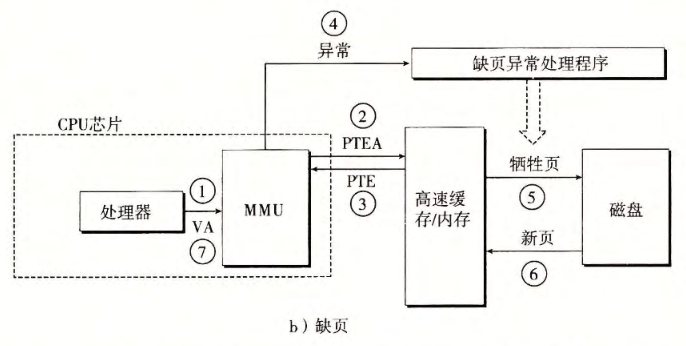 ④
异常
缺页异常处理程序
CPU芯片
②
PTEA
PTE
③
处理器
①
VA
⑦
MMU
高速缓
存/内存
牺牲页
⑤
新页
⑥
磁盘
b）缺页